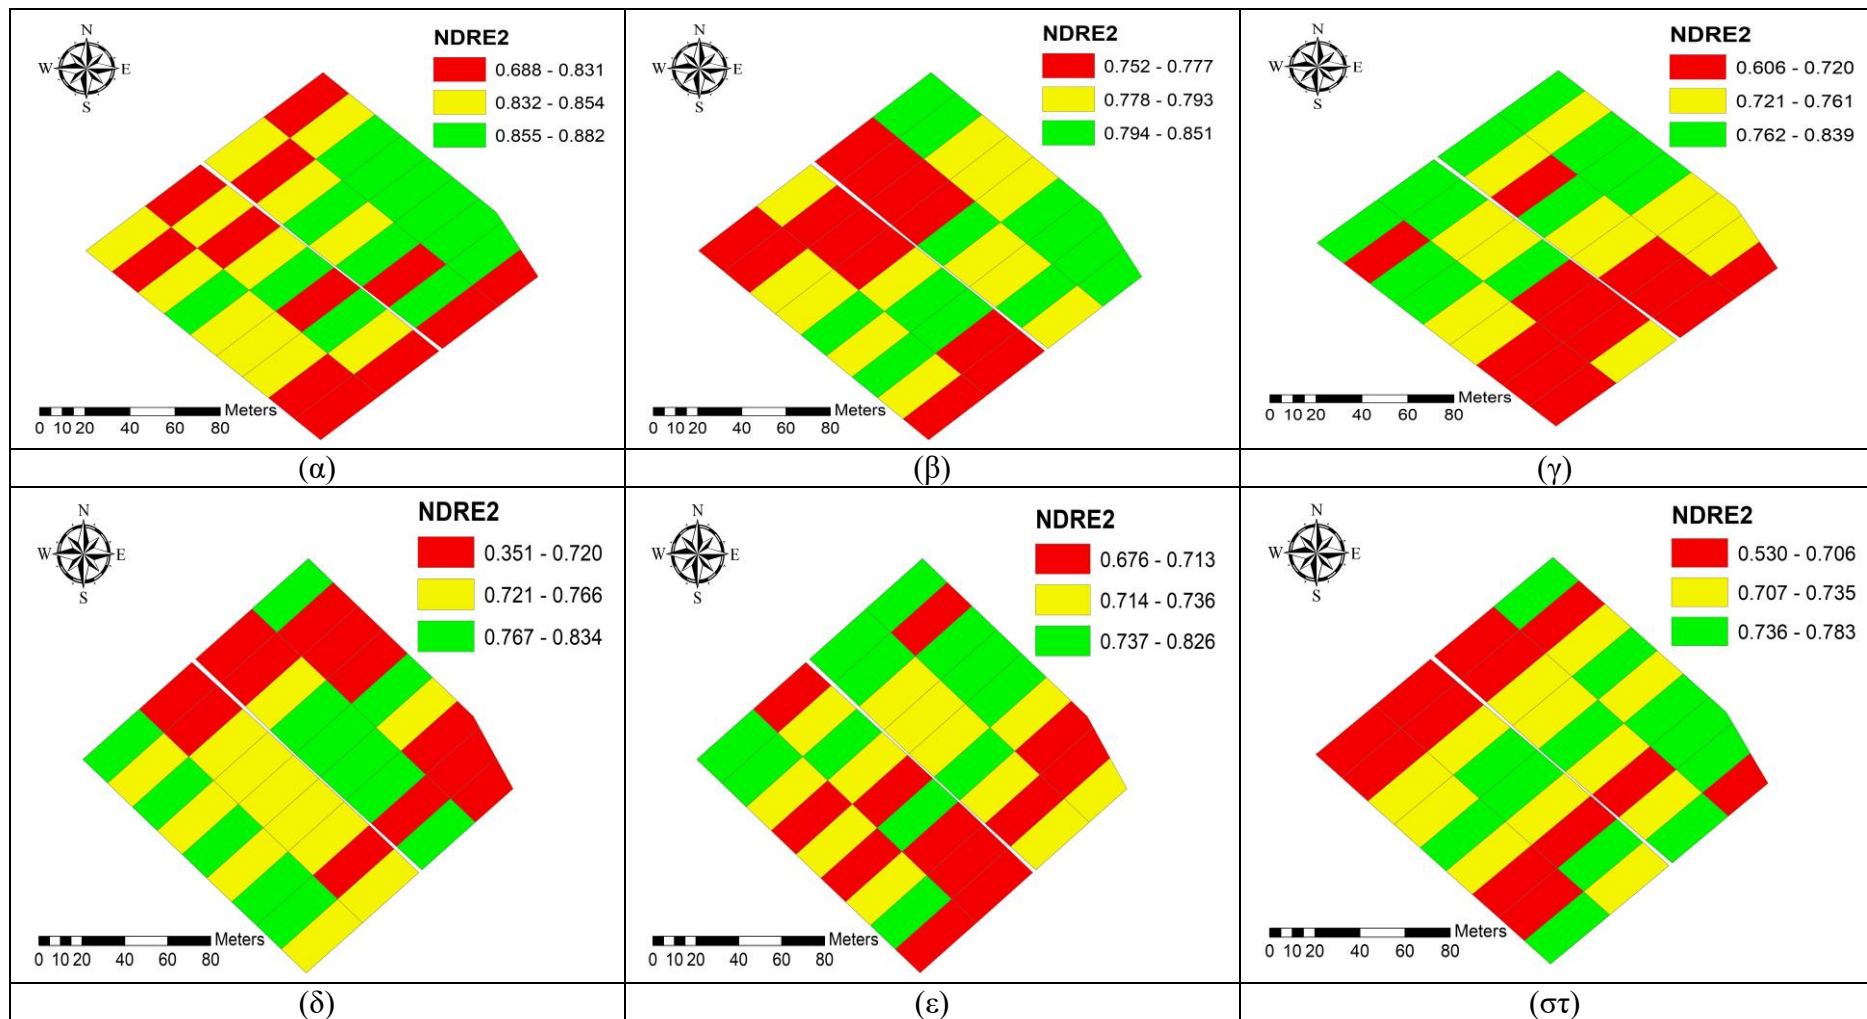 N
W E
S
NDRE2
0.688 - 0.831
0.832 - 0.854
0.855 - 0.882
Meters
0 10 20 40 60 80
(α)
N
W E
S
NDRE2
0.752 - 0.777
0.778 - 0.793
0.794 - 0.851
Meters
0 10 20 40 60 80
(β)
N
W E
S
NDRE2
0.606 - 0.720
0.721 - 0.761
0.762 - 0.839
Meters
0 10 20 40 60 80
(γ)
N
W E
S
NDRE2
0.351 - 0.720
0.721 - 0.766
0.767 - 0.834
Meters
0 10 20 40 60 80
(δ)
N
W E
S
NDRE2
0.676 - 0.713
0.714 - 0.736
0.737 - 0.826
Meters
0 10 20 40 60 80
(ε)
N
W E
S
NDRE2
0.530 - 0.706
0.707 - 0.735
0.736 - 0.783
Meters
0 10 20 40 60 80
(στ)